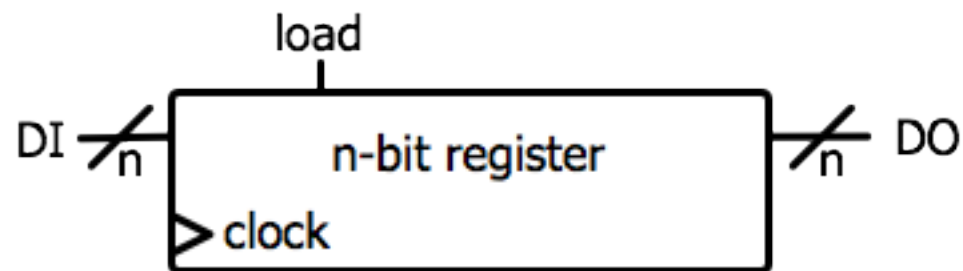 load
DI
n
n-bit register
n
DO
clock